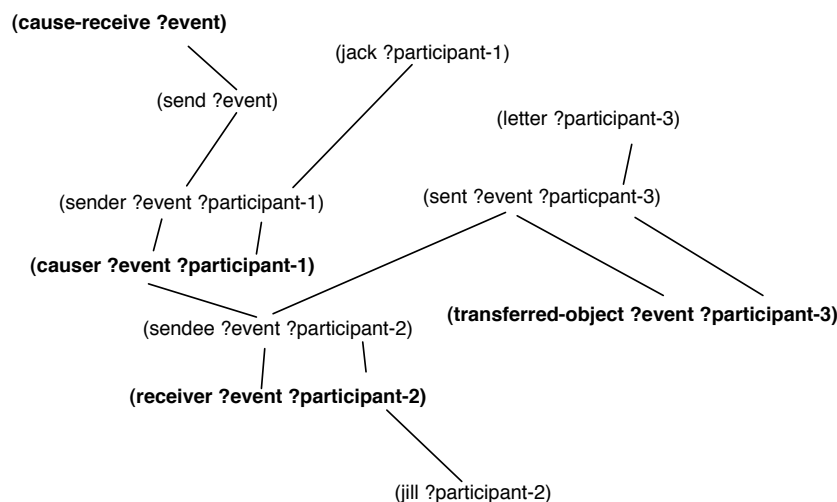 (cause-receive ?event)
(jack ?participant-1)
(send ?event)
(letter ?participant-3)
(sender ?event ?participant-1)
(sent ?event ?particpant-3)
(causer ?event ?participant-1)
(transferred-object ?event ?participant-3)
(sendee ?event ?participant-2)
(receiver ?event ?participant-2)
(jill ?participant-2)